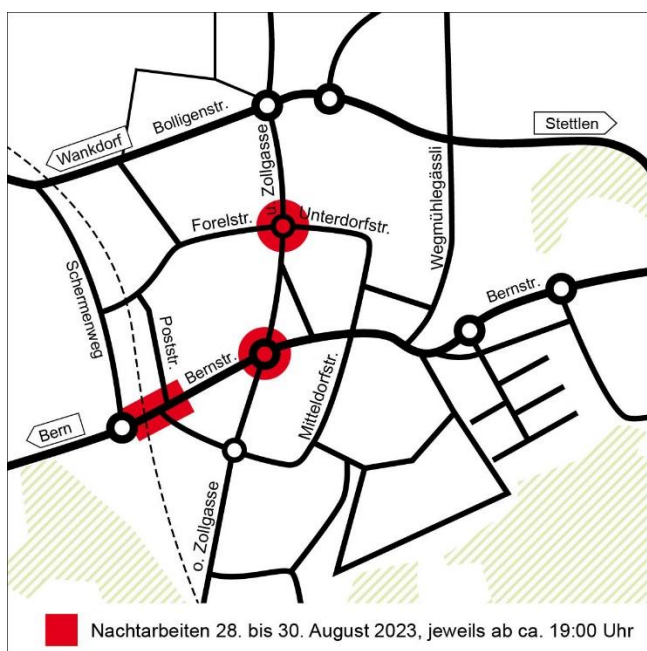 Bolligenstr.
Wankdorf
Stettlen
u. Zollgasse
Forelstr.
Unterdorfstr.
Wegmühlegässli
Schermenweg
Poststr.
Bernstr.
Bernstr.
Mitteldorfstr.
Bern
o. Zollgasse
Nachtarbeiten 28. bis 30. August 2023, jeweils ab ca. 19:00 Uhr